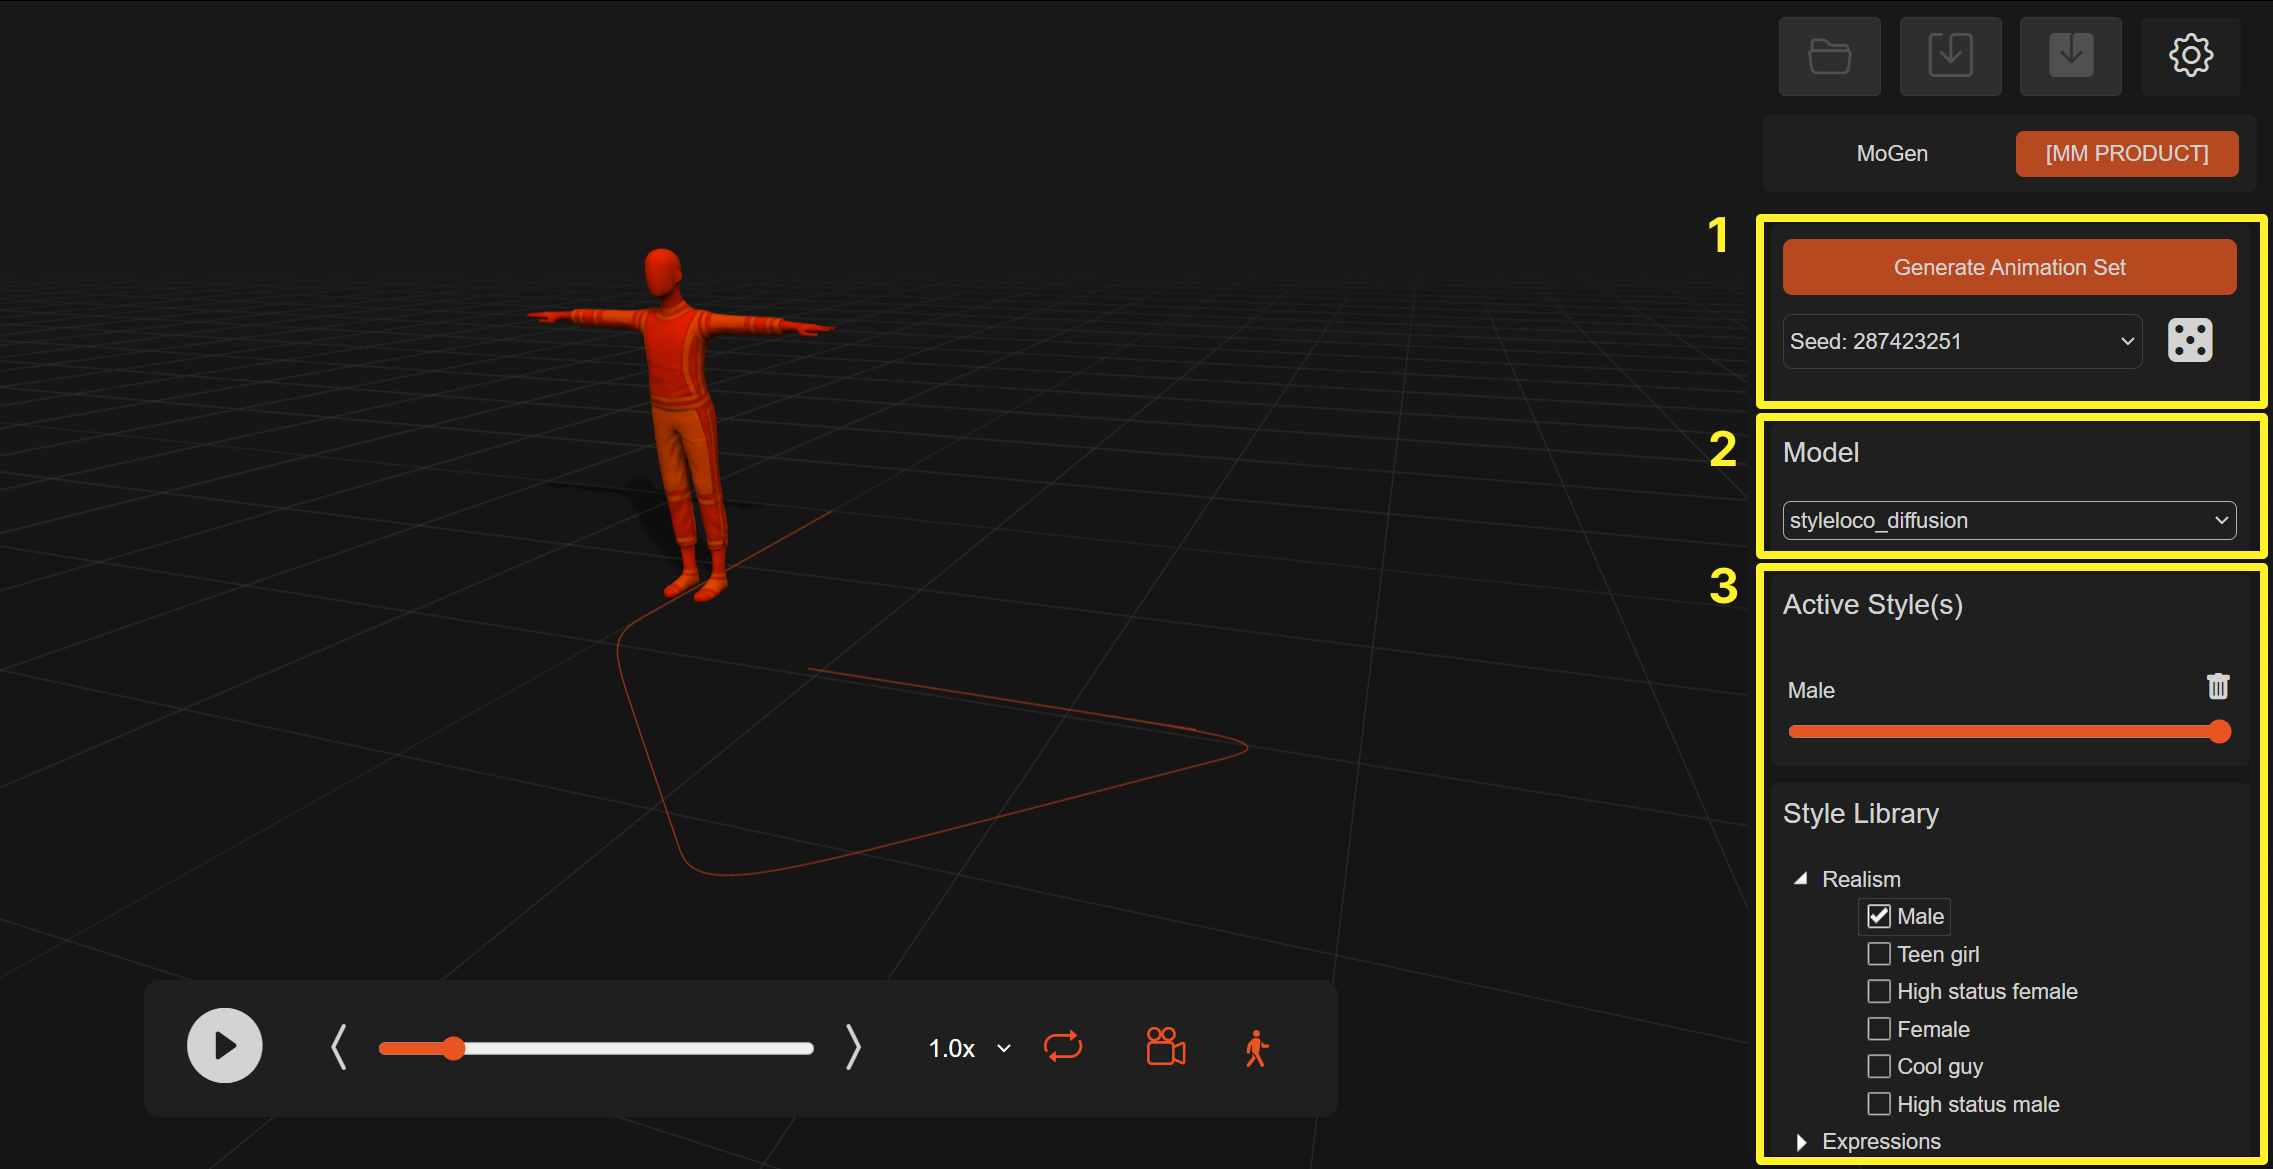 MoGen
[MM PRODUCT]
1
Generate Animation Set
Seed: 287423251
2
Model
styleloco_diffusion
3
Active Style(s)
Male
Style Library
Realism
Male
Teen girl
High status female
Female
Cool guy
High status male
Expressions
1.0x